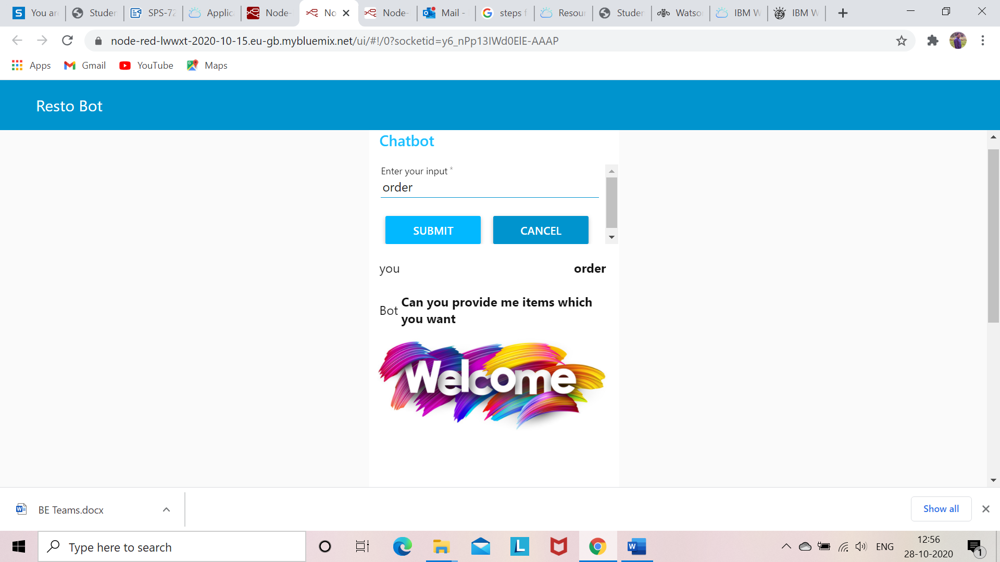 You ar
Studer
SPS-72
Applic
Node-
No
Node-
Mail -
steps f
Resour
Studer
Watso
IBM W
IBM W
node-red-lwwxt-2020-10-15.eu-gb.mybluemix.net/ui/#!/0?socketid=y6_nPp13IWd0ElE-AAAP
Apps
Gmail
YouTube
Maps
Resto Bot
Chatbot
Enter your input *
order
SUBMIT
CANCEL
you
order
Bot
Can you provide me items which
you want
Welcome
BE Teams.docx
Show all
Type here to search
ENG
12:56
28-10-2020
1